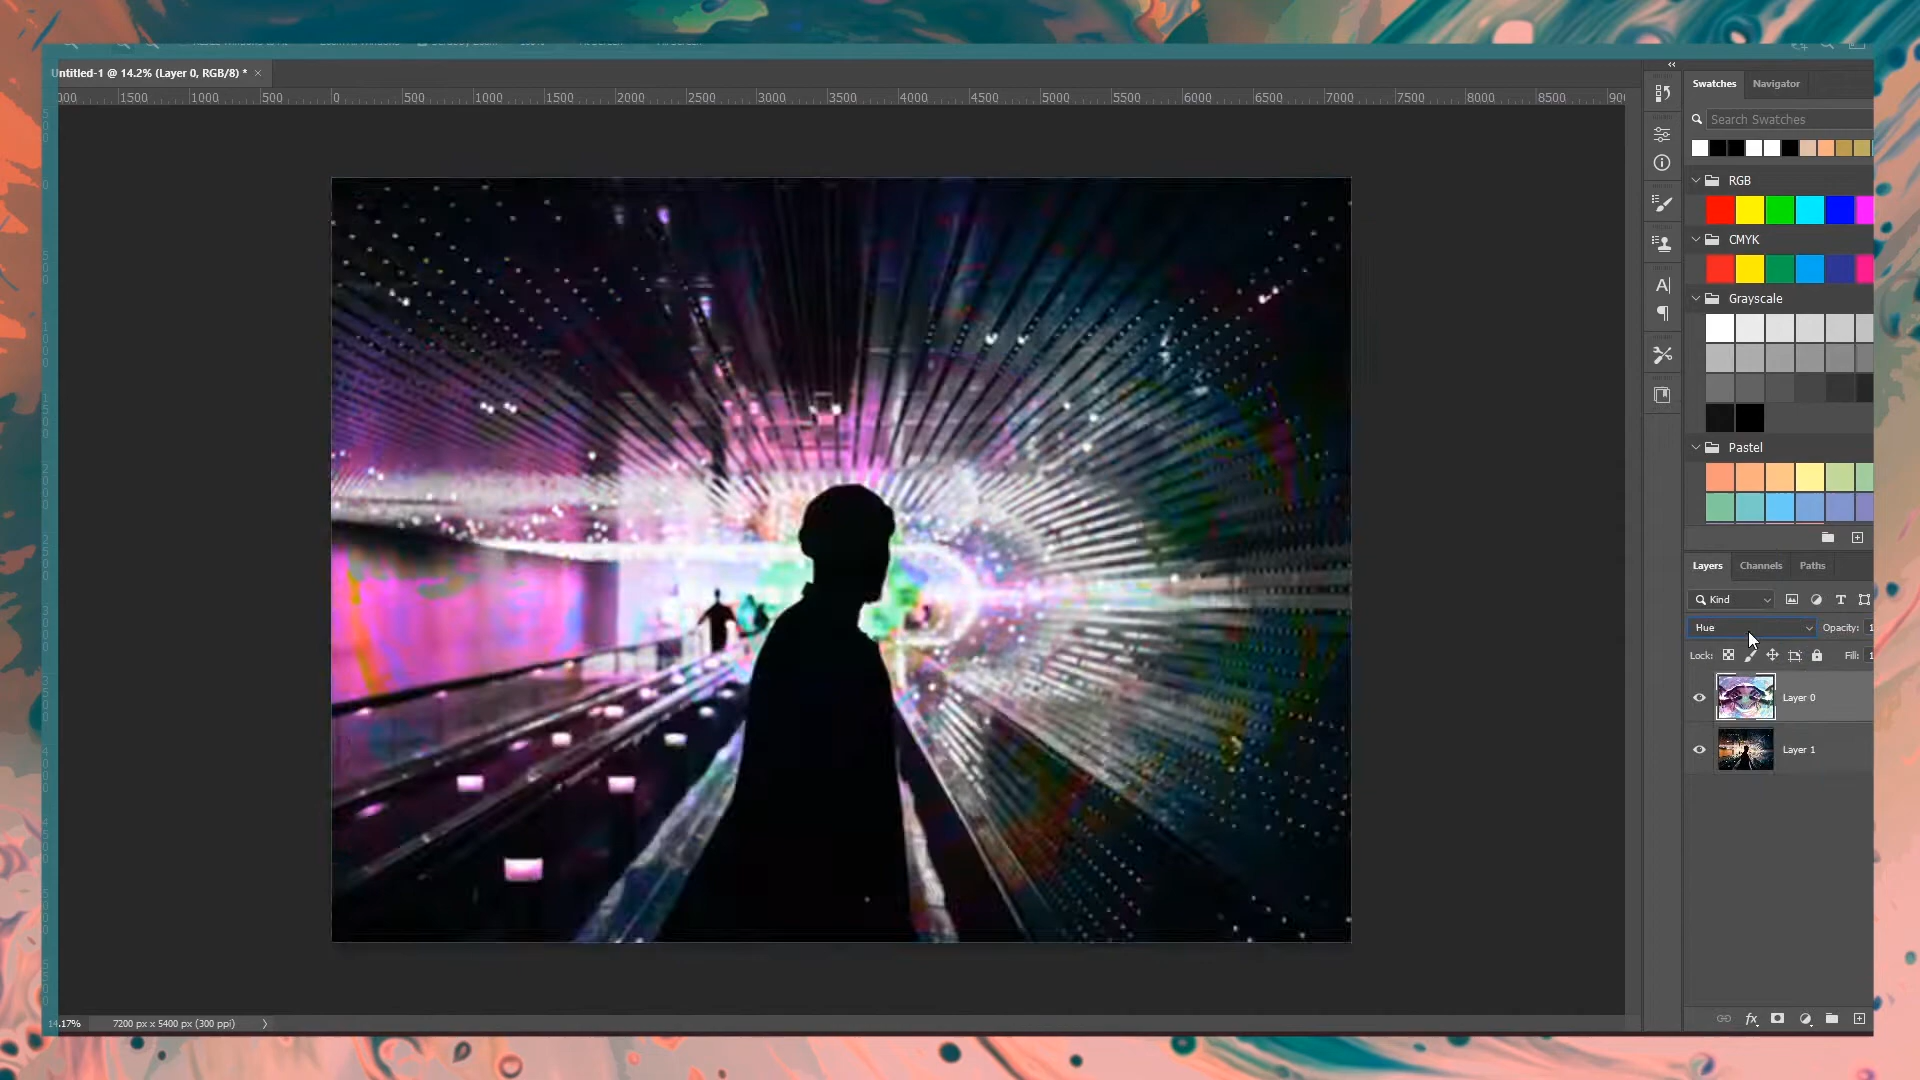 Untitled-1 @ 14.2% (Layer 0, RGB/8) * ×
1500 1000 500 0 500 1000 1500 2000 2500 3000 3500 4000 4500 5000 5500 6000 6500 7000 7500 8000 8500
Swatches Navigator
Search Swatches
RGB
CMYK
Grayscale
Pastel
Layers Channels Paths
Kind
Hue Opacity: 1
Lock: Fill: 1
Layer 0
Layer 1
fx
14.17% 7200 px x 5400 px (300 ppi)